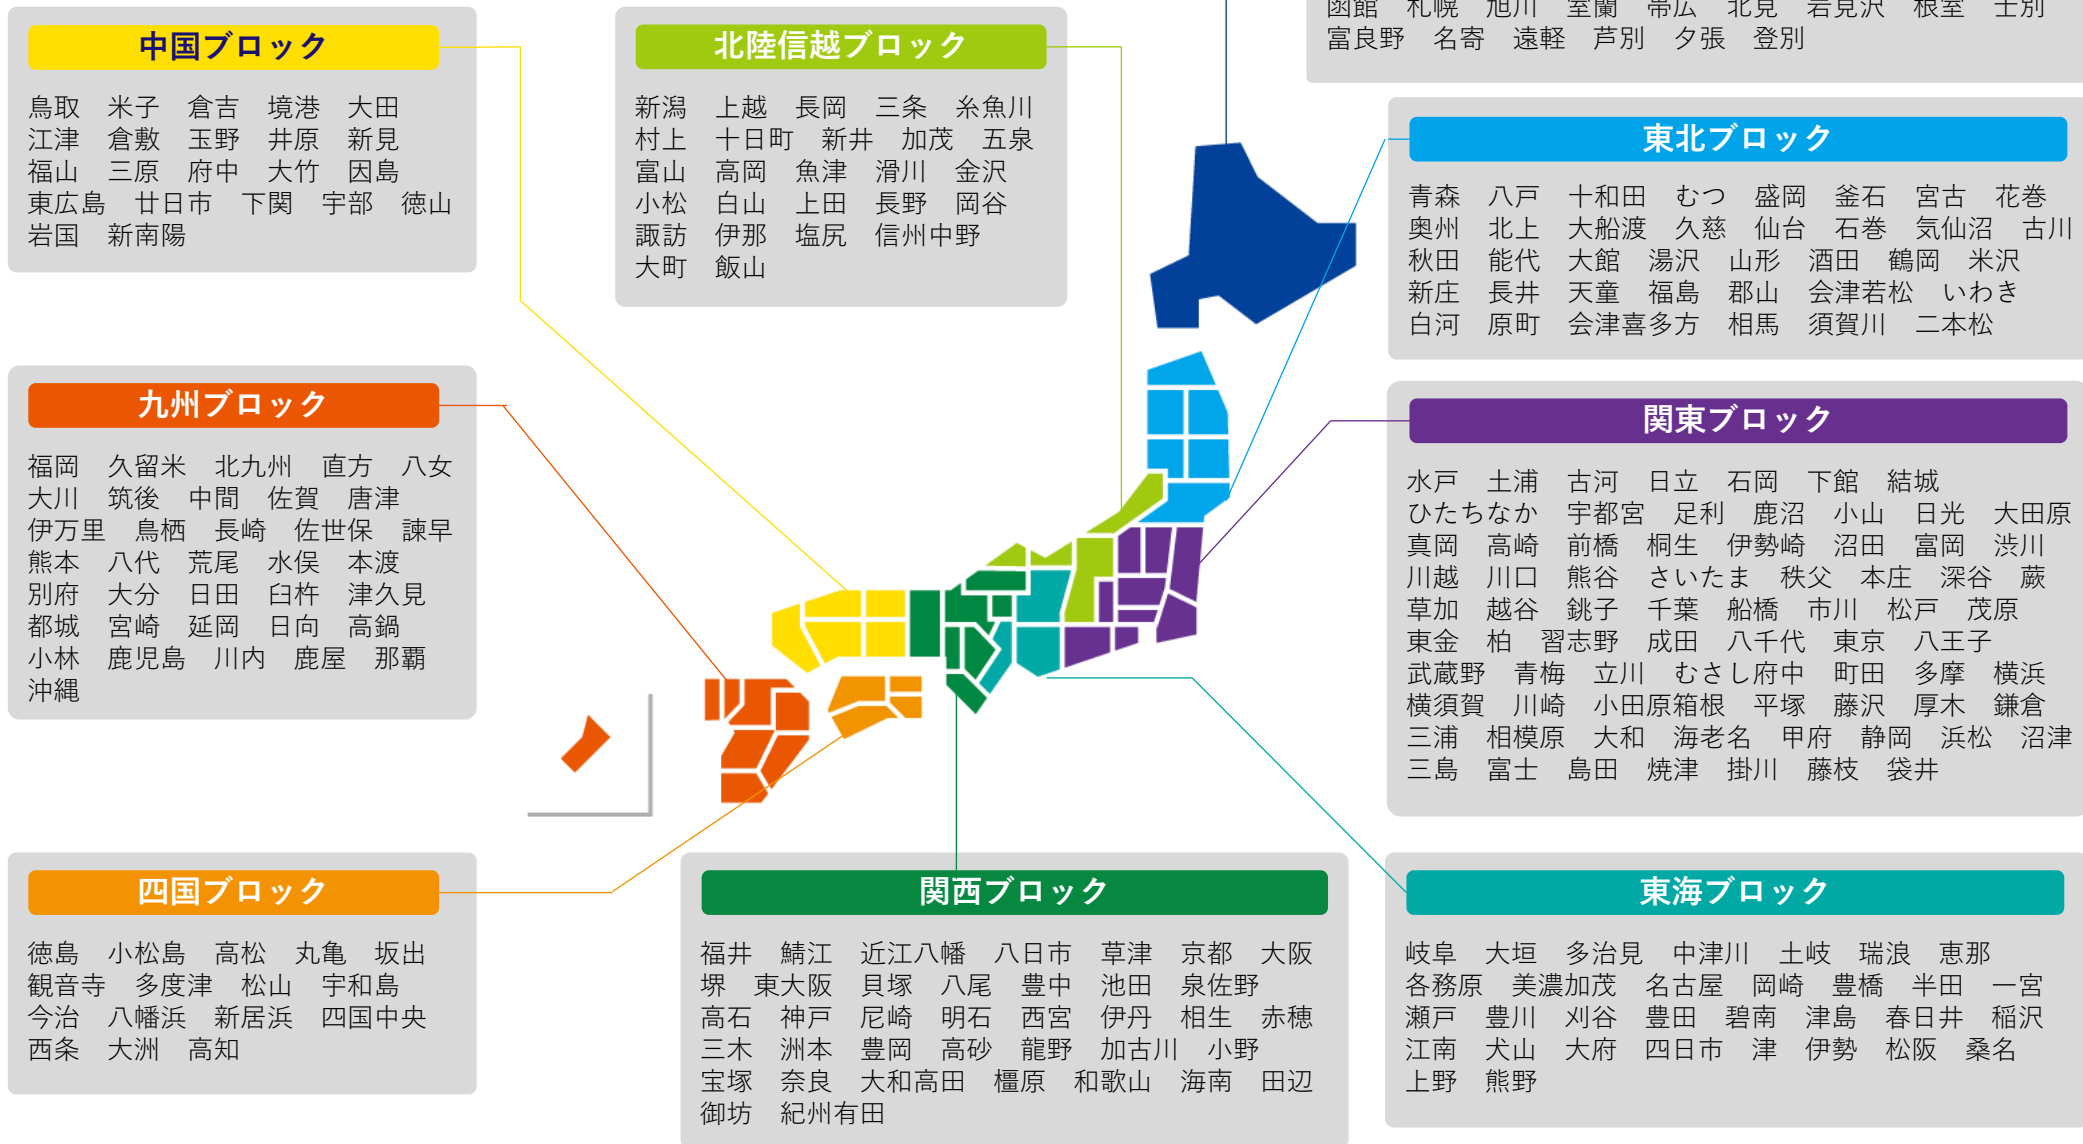 函館　札幌　旭川　室蘭　帯広　北見　岩見沢　根室　士別
富良野　名寄　遠軽　芦別　夕張　登別
中国ブロック
鳥取　米子　倉吉　境港　大田
江津　倉敷　玉野　井原　新見
福山　三原　府中　大竹　因島
東広島　廿日市　下関　宇部　徳山
岩国　新南陽
北陸信越ブロック
新潟　上越　長岡　三条　糸魚川
村上　十日町　新井　加茂　五泉
富山　高岡　魚津　滑川　金沢
小松　白山　上田　長野　岡谷
諏訪　伊那　塩尻　信州中野
大町　飯山
東北ブロック
青森　八戸　十和田　むつ　盛岡　釜石　宮古　花巻
奥州　北上　大船渡　久慈　仙台　石巻　気仙沼　古川
秋田　能代　大館　湯沢　山形　酒田　鶴岡　米沢
新庄　長井　天童　福島　郡山　会津若松　いわき
白河　原町　会津喜多方　相馬　須賀川　二本松
九州ブロック
福岡　久留米　北九州　直方　八女
大川　筑後　中間　佐賀　唐津
伊万里　鳥栖　長崎　佐世保　諫早
熊本　八代　荒尾　水俣　本渡
別府　大分　日田　臼杵　津久見
都城　宮崎　延岡　日向　高鍋
小林　鹿児島　川内　鹿屋　那覇
沖縄
関東ブロック
水戸　土浦　古河　日立　石岡　下館　結城
ひたちなか　宇都宮　足利　鹿沼　小山　日光　大田原
真岡　高崎　前橋　桐生　伊勢崎　沼田　富岡　渋川
川越　川口　熊谷　さいたま　秩父　本庄　深谷　蕨
草加　越谷　銚子　千葉　船橋　市川　松戸　茂原
東金　柏　習志野　成田　八千代　東京　八王子
武蔵野　青梅　立川　むさし府中　町田　多摩　横浜
横須賀　川崎　小田原箱根　平塚　藤沢　厚木　鎌倉
三浦　相模原　大和　海老名　甲府　静岡　浜松　沼津
三島　富士　島田　焼津　掛川　藤枝　袋井
四国ブロック
徳島　小松島　高松　丸亀　坂出
観音寺　多度津　松山　宇和島
今治　八幡浜　新居浜　四国中央
西条　大洲　高知
関西ブロック
福井　鯖江　近江八幡　八日市　草津　京都　大阪
堺　東大阪　貝塚　八尾　豊中　池田　泉佐野
高石　神戸　尼崎　明石　西宮　伊丹　相生　赤穂
三木　洲本　豊岡　高砂　龍野　加古川　小野
宝塚　奈良　大和高田　橿原　和歌山　海南　田辺
御坊　紀州有田
東海ブロック
岐阜　大垣　多治見　中津川　土岐　瑞浪　恵那
各務原　美濃加茂　名古屋　岡崎　豊橋　半田　一宮
瀬戸　豊川　刈谷　豊田　碧南　津島　春日井　稲沢
江南　犬山　大府　四日市　津　伊勢　松阪　桑名
上野　熊野